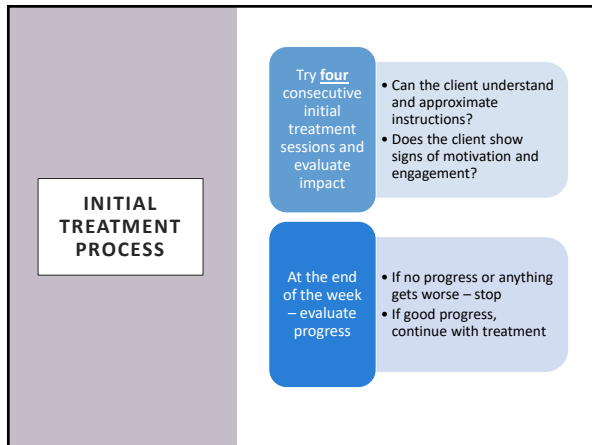 INITIAL
TREATMENT
PROCESS
Try four
consecutive
initial
treatment
sessions and
evaluate
impact
• Can the client understand
and approximate
instructions?
• Does the client show
signs of motivation and
engagement?
At the end
of the week
– evaluate
progress
• If no progress or anything
gets worse – stop
• If good progress,
continue with treatment